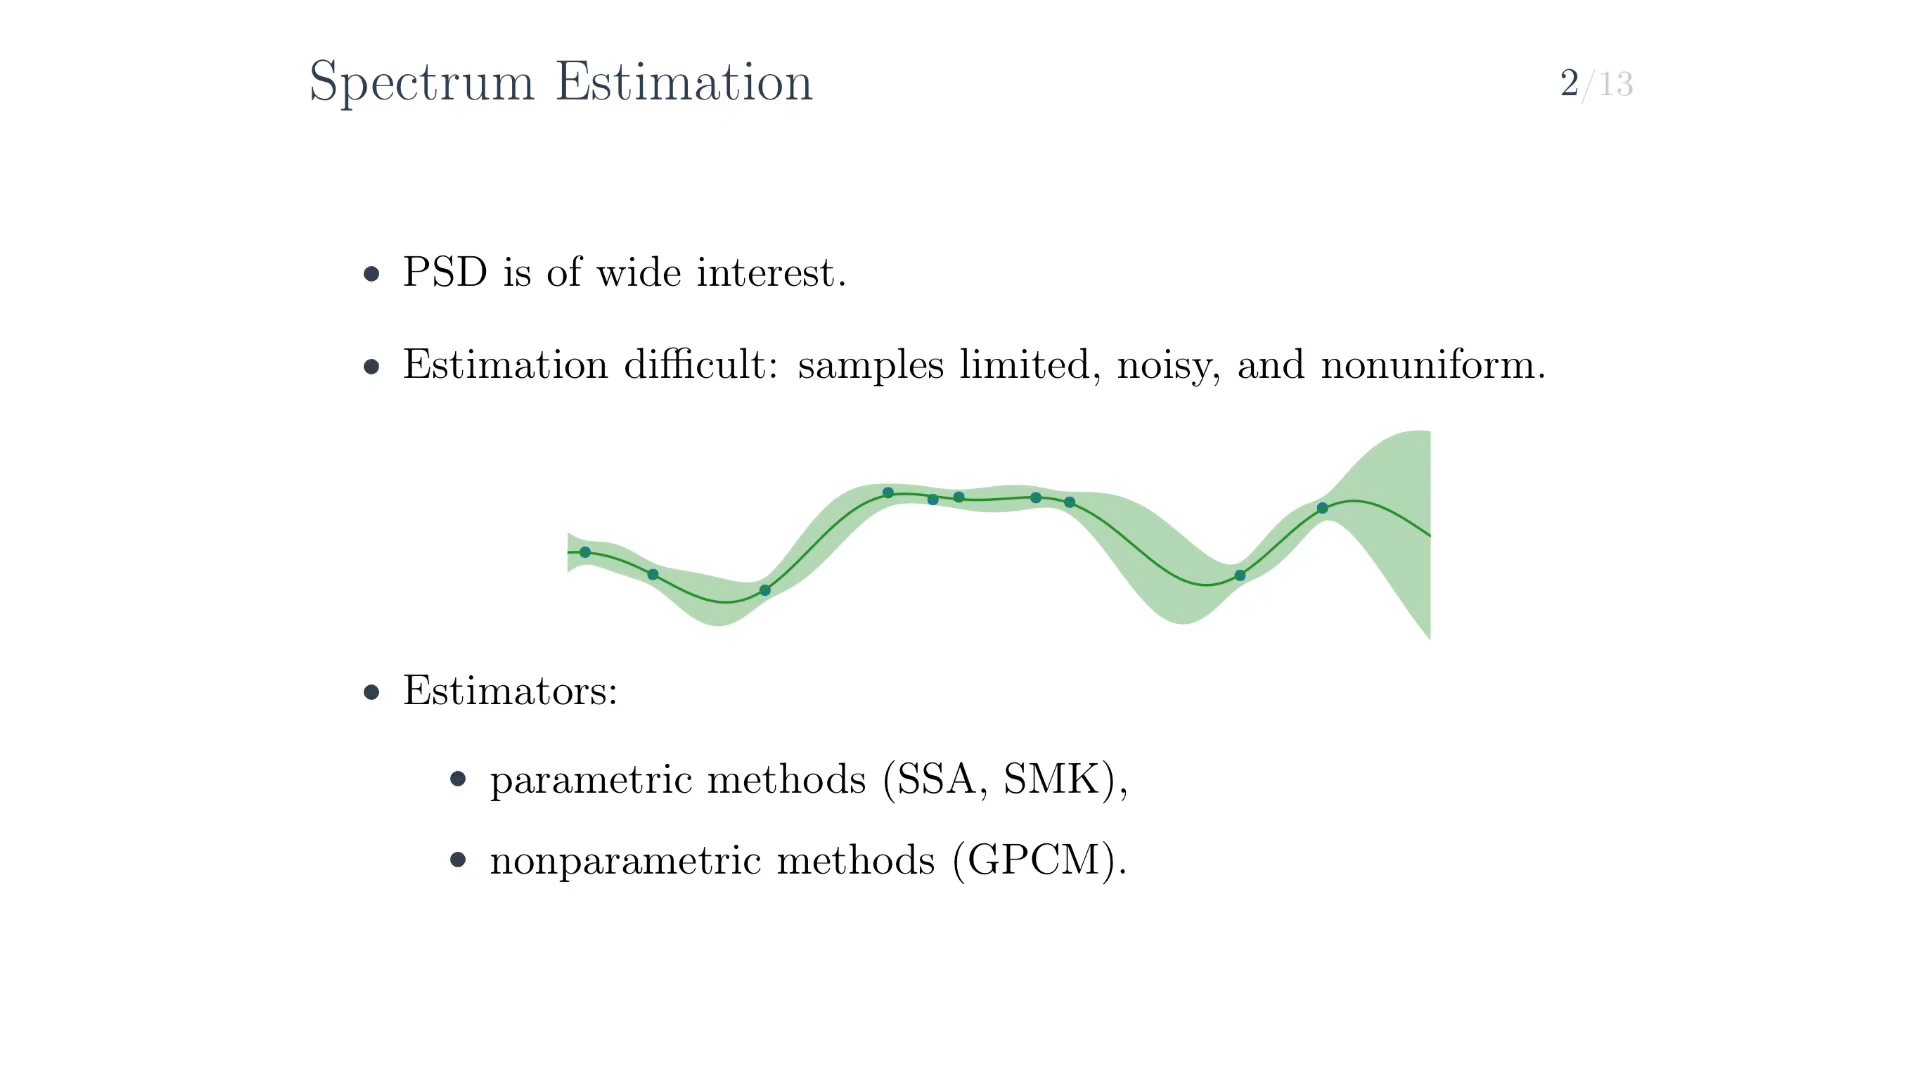 Spectrum Estimation
2/13
• PSD is of wide interest.
• Estimation difficult: samples limited, noisy, and nonuniform.
• Estimators:
• parametric methods (SSA, SMK),
• nonparametric methods (GPCM).